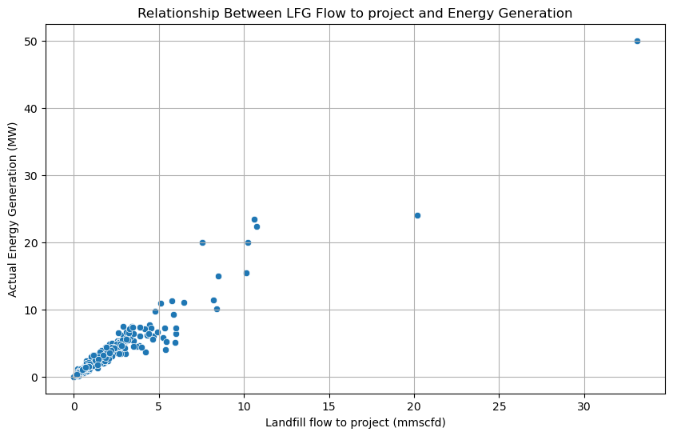 Relationship Between LFG Flow to project and Energy Generation
50
40
30
20
10
0
Actual Energy Generation (MW)
0 5 10 15 20 25 30
Landfill flow to project (mmscfd)